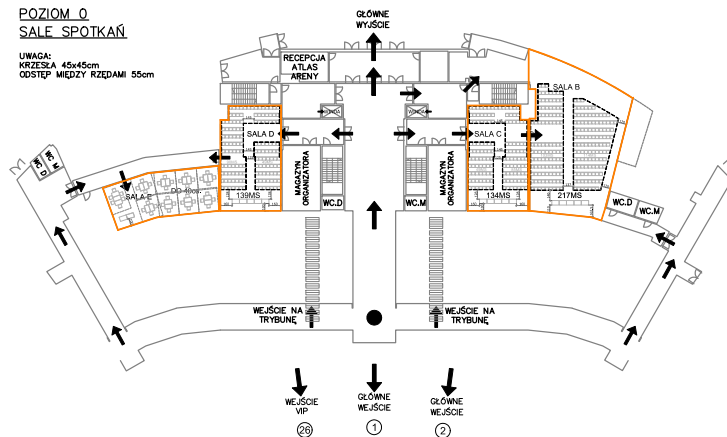 POZIOM 0
SALE SPOTKAŃ
UWAGA:
KRZESŁA 45x45cm
ODSTĘP MIĘDZY RZĘDAMI 55cm
GŁÓWNE
WYJŚCIE
RECEPCJA
ATLAS
ARENY
SALA B
SALA D
SALA C
WC D
WC M
SALA E
MAGAZYN
ORGANIZATORA
MAGAZYN
ORGANIZATORA
139MS
WC.D
WC.M
134MS
217MS
WC.D
WC.M
WEJŚCIE NA
TRYBUNĘ
WEJŚCIE NA
TRYBUNĘ
WEJŚCIE
VIP
26
GŁÓWNE
WEJŚCIE
1
GŁÓWNE
WEJŚCIE
2